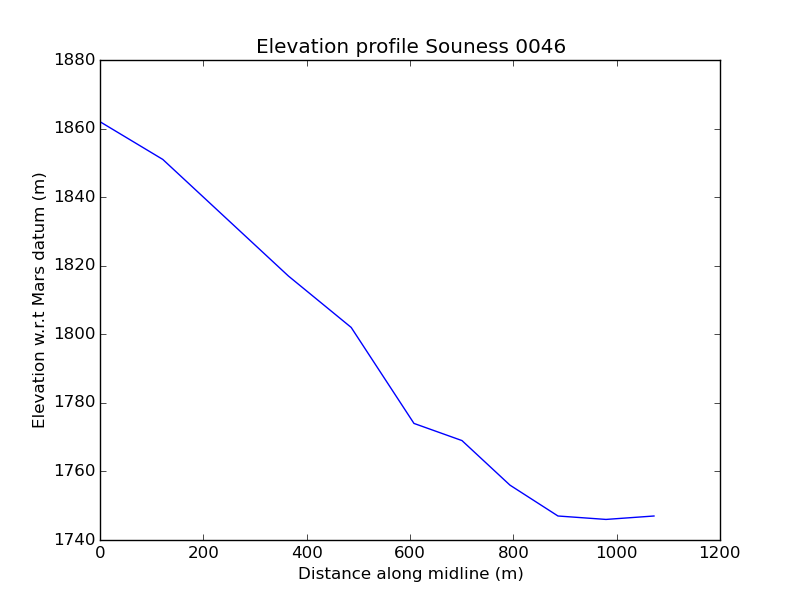 Elevation profile Souness 0046
Elevation w.r.t Mars datum (m)
1880
1860
1840
1820
1800
1780
1760
1740
0 200 400 600 800 1000 1200
Distance along midline (m)